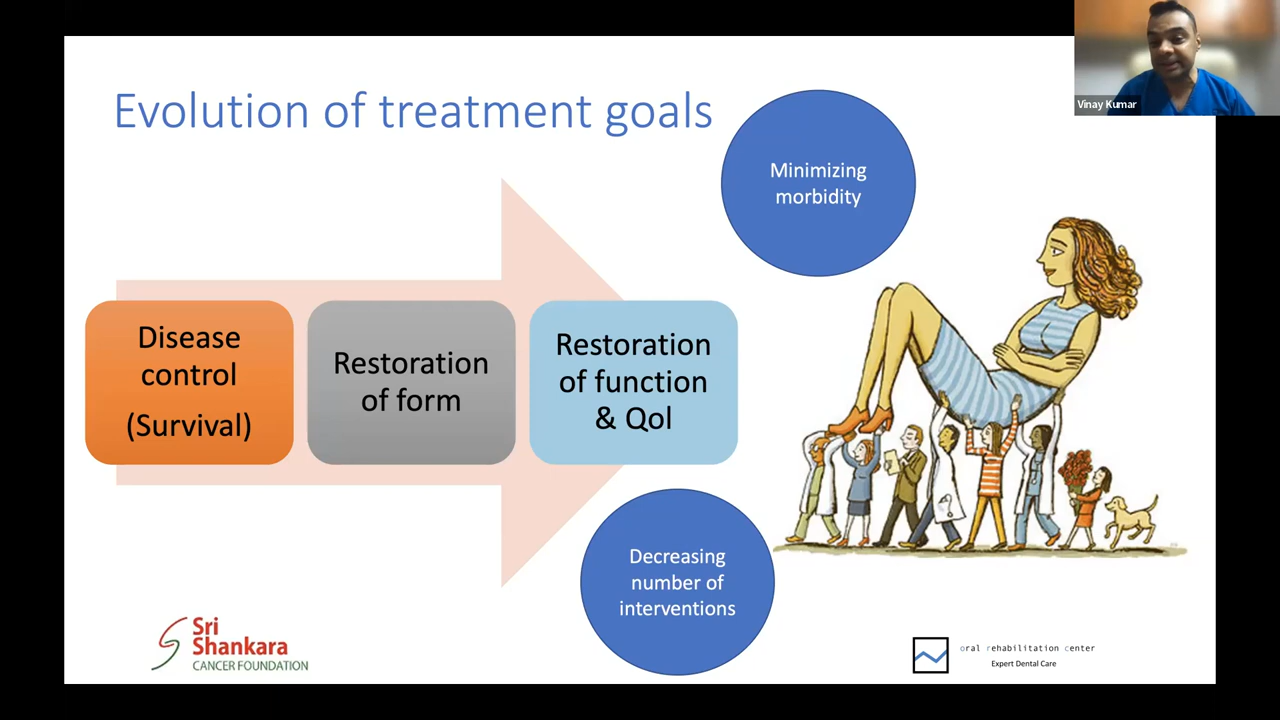 Vinay Kumar
Evolution of treatment goals
Minimizing
morbidity
Disease
control
(Survival)
Restoration
of form
Restoration
of function
& Qol
Decreasing
number of
interventions
Sri
Shankara
CANCER FOUNDATION
oral rehabilitation center
Expert Dental Care